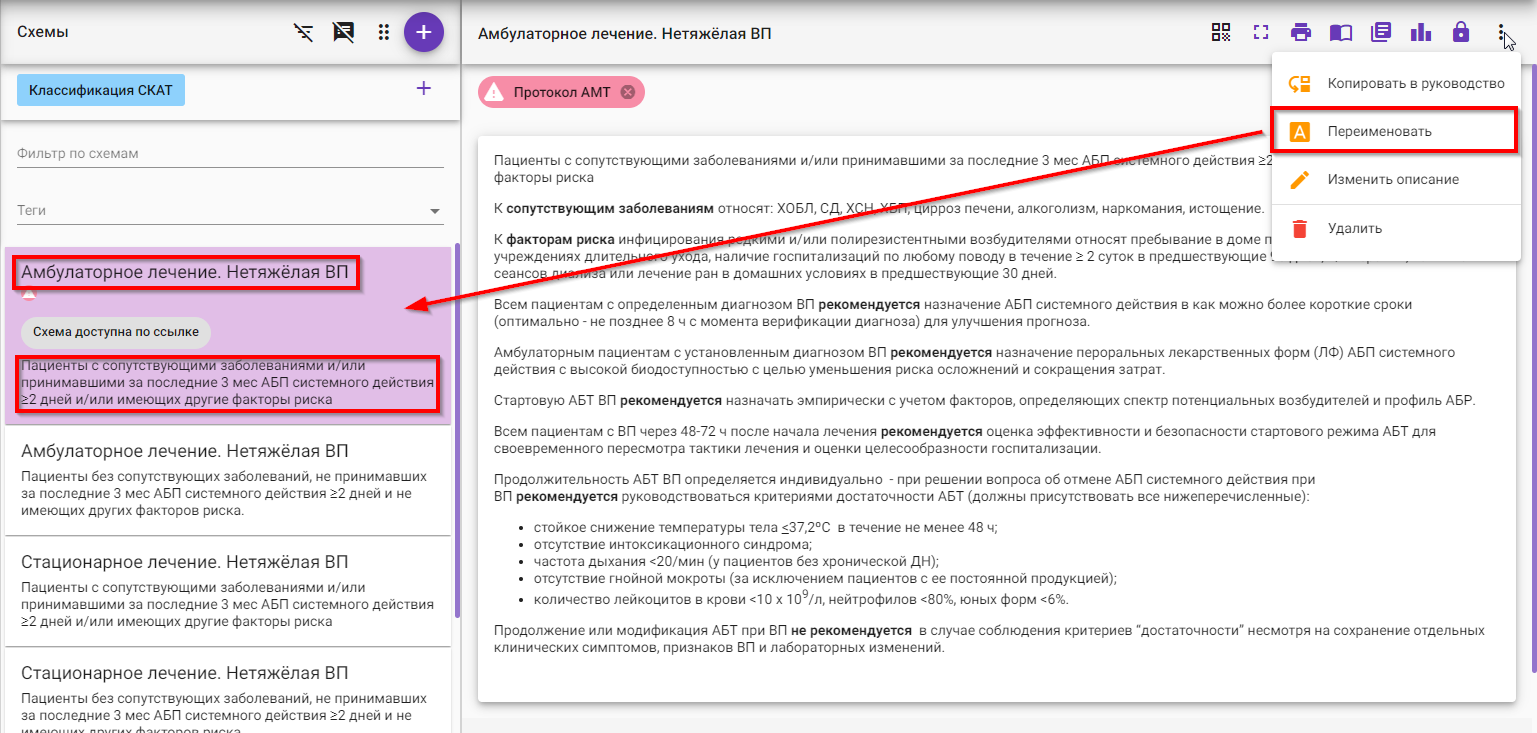 Схемы
Классификация СКАТ
Фильтр по схемам
Теги
Амбулаторное лечение. Нетяжёлая ВП
Схема доступна по ссылке
Пациенты с сопутствующими заболеваниями и/или
принимавшими за последние 3 мес АБП системного действия
≥2 дней и/или имеющих другие факторы риска
Амбулаторное лечение. Нетяжёлая ВП
Пациенты без сопутствующих заболеваний, не принимавших
за последние 3 мес АБП системного действия ≥2 дней и не
имеющих других факторов риска.
Стационарное лечение. Нетяжёлая ВП
Пациенты с сопутствующими заболеваниями и/или
принимавшими за последние 3 мес АБП системного действия
≥2 дней и/или имеющих другие факторы риска
Стационарное лечение. Нетяжёлая ВП
Пациенты без сопутствующих заболеваний, не принимавших
за последние 3 мес АБП системного действия ≥2 дней и не
имеющих других факторов риска.
Амбулаторное лечение. Нетяжёлая ВП
Копировать в руководство
Переименовать
Изменить описание
Удалить
Протокол АМТ
Пациенты с сопутствующими заболеваниями и/или принимавшими за последние 3 мес АБП системного действия ≥2
факторы риска
К сопутствующим заболеваниям относят: ХОБЛ, СД, ХСН, ХБП, цирроз печени, алкоголизм, наркомания, истощение.
К факторам риска инфицирования редкими и/или полирезистентными возбудителями относят пребывание в доме п
учреждениях длительного ухода, наличие госпитализаций по любому поводу в течение ≥ 2 суток в предшествующие
сеансов диализа или лечение ран в домашних условиях в предшествующие 30 дней.
Всем пациентам с определенным диагнозом ВП рекомендуется назначение АБП системного действия в как можно более короткие сроки
(оптимально - не позднее 8 ч с момента верификации диагноза) для улучшения прогноза.
Амбулаторным пациентам с установленным диагнозом ВП рекомендуется назначение пероральных лекарственных форм (ЛФ) АБП системного
действия с высокой биодоступностью с целью уменьшения риска осложнений и сокращения затрат.
Стартовую АБТ ВП рекомендуется назначать эмпирически с учетом факторов, определяющих спектр потенциальных возбудителей и профиль АБР.
Всем пациентам с ВП через 48-72 ч после начала лечения рекомендуется оценка эффективности и безопасности стартового режима АБТ для
своевременного пересмотра тактики лечения и оценки целесообразности госпитализации.
Продолжительность АБТ ВП определяется индивидуально - при решении вопроса об отмене АБП системного действия при
ВП рекомендуется руководствоваться критериями достаточности АБТ (должны присутствовать все нижеперечисленные):
• стойкое снижение температуры тела ≤37,2ºС в течение не менее 48 ч;
• отсутствие интоксикационного синдрома;
• частота дыхания <20/мин (у пациентов без хронической ДН);
• отсутствие гнойной мокроты (за исключением пациентов с ее постоянной продукцией);
• количество лейкоцитов в крови <10 x 10⁹/л, нейтрофилов <80%, юных форм <6%.
Продолжение или модификация АБТ при ВП не рекомендуется в случае соблюдения критериев “достаточности” несмотря на сохранение отдельных
клинических симптомов, признаков ВП и лабораторных изменений.